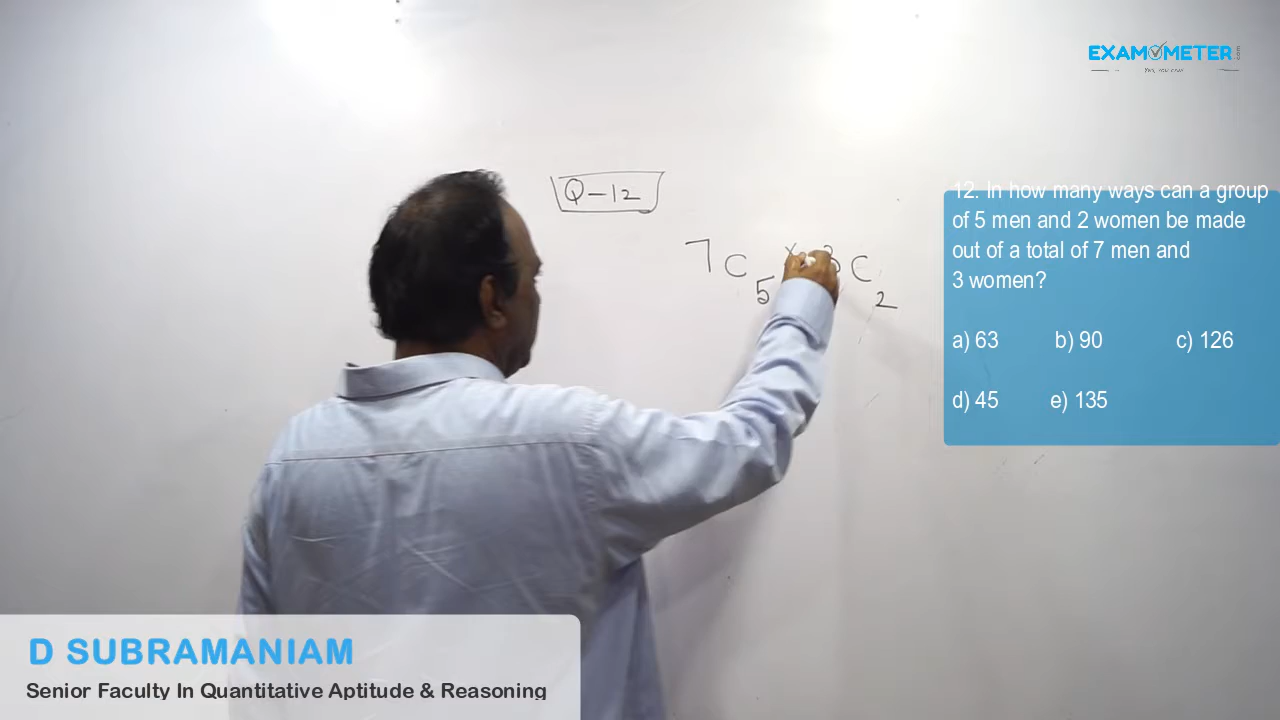 EXAMOMETER.com
Q-12
7C5 × 3C2
12. In how many ways can a group
of 5 men and 2 women be made
out of a total of 7 men and
3 women?
a) 63 b) 90 c) 126
d) 45 e) 135
D SUBRAMANIAM
Senior Faculty In Quantitative Aptitude & Reasoning